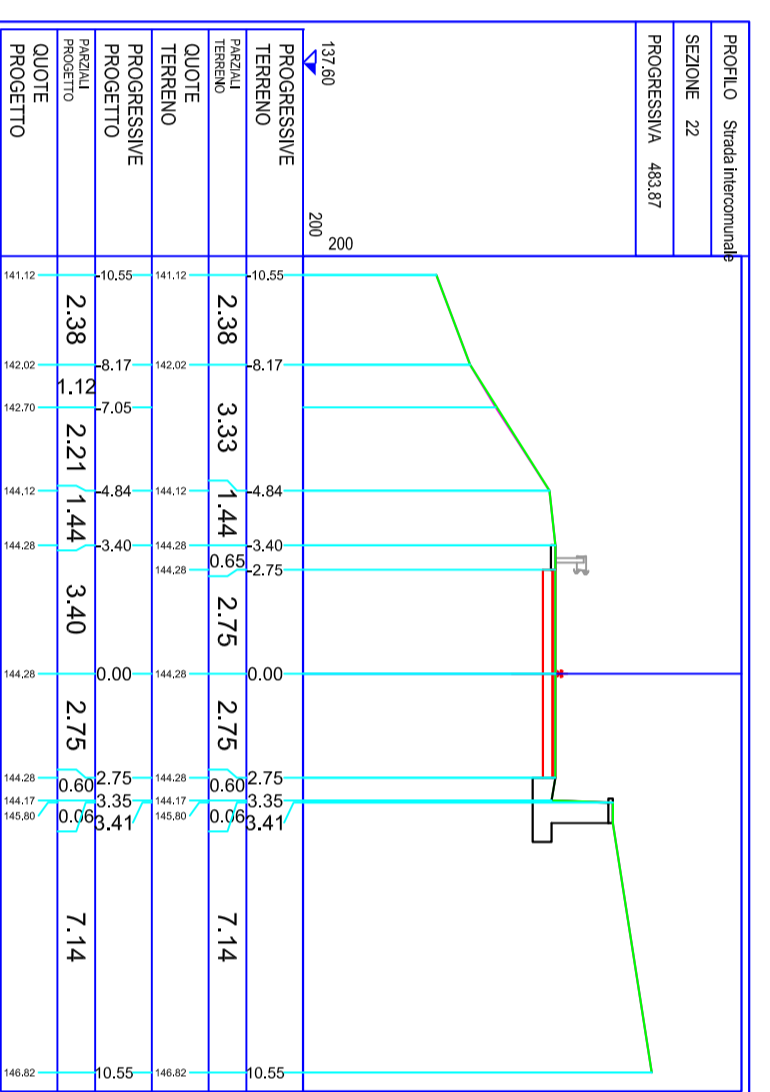 PROFILO Strada intercomunale
SEZIONE 22
PROGRESSIVA 483.87
200
200
137.60
PROGRESSIVE TERRENO
-10.55 -8.17 -4.84 -3.40 -2.75 0.00 2.75 3.35 3.41 10.55
PARZIALI TERRENO
2.38 3.33 1.44 0.65 2.75 2.75 0.60 0.06 7.14
QUOTE TERRENO
141.12 142.02 144.12 144.28 144.28 144.28 144.28 144.17 145.80 146.82
PROGRESSIVE PROGETTO
-10.55 -8.17 -7.05 -4.84 -3.40 0.00 2.75 3.35 3.41 10.55
PARZIALI PROGETTO
2.38 1.12 2.21 1.44 3.40 2.75 0.60 0.06 7.14
QUOTE PROGETTO
141.12 142.02 142.70 144.12 144.28 144.28 144.28 144.17 145.80 146.82